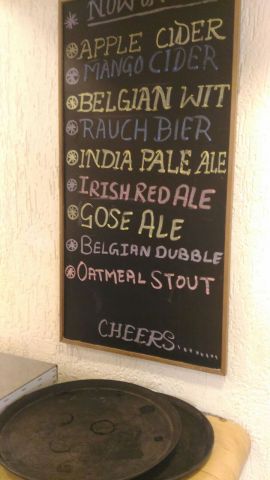 NOW
APPLE CIDER
MANGO CIDER
BELGIAN WIT
RAUCH BIER
INDIA PALE ALE
IRISH RED ALE
GOSE ALE
BELGIAN DUBBLE
OATMEAL STOUT
CHEERS.......